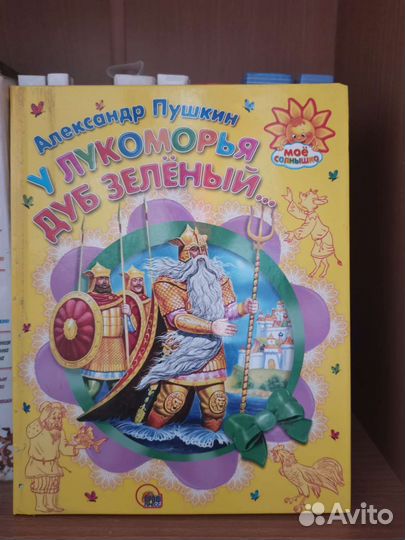 Александр Пушкин
У ЛУКОМОРЬЯ
ДУБ ЗЕЛЁНЫЙ...
моё
солнышко
Avito